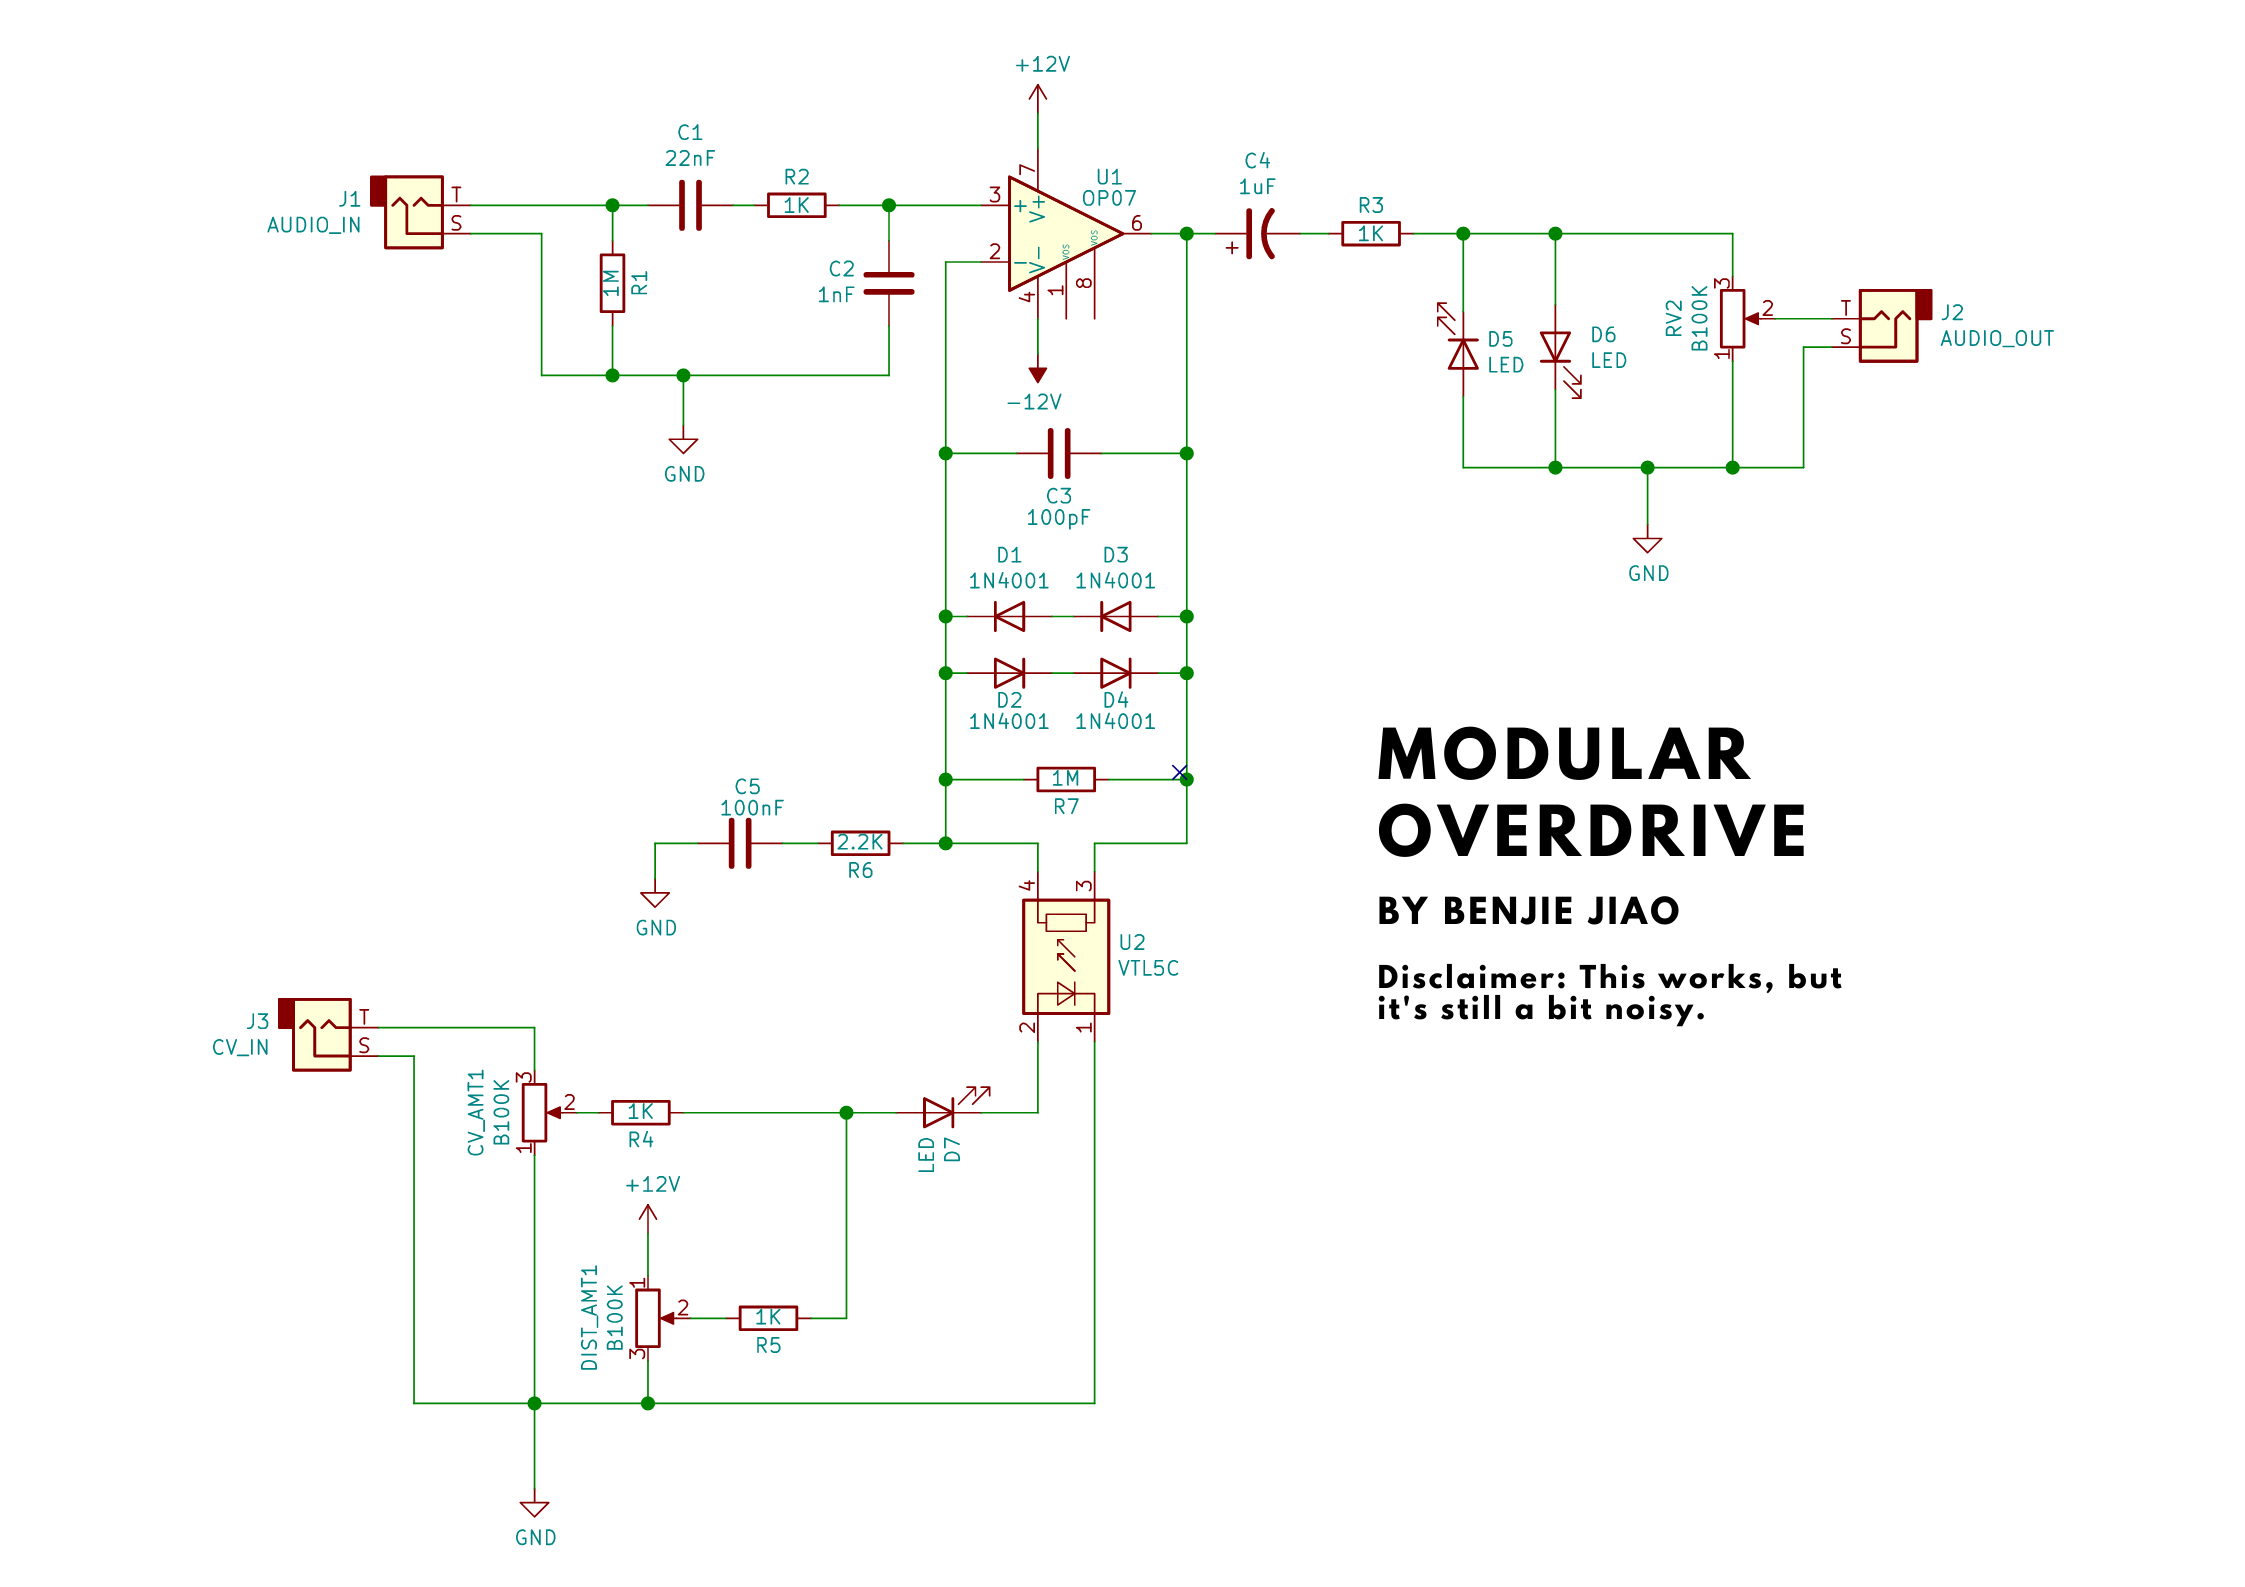 +12V
C1
22nF
J1
AUDIO_IN
T
S
R2
1K
1M
R1
C2
1nF
GND
3
2
7
+
V+
−
V−
VOS
VOS
4
1
8
6
U1
OP07
−12V
C4
1uF
+
R3
1K
D5
LED
D6
LED
RV2
B100K
3
2
1
T
S
J2
AUDIO_OUT
GND
C3
100pF
D1
1N4001
D3
1N4001
D2
1N4001
D4
1N4001
1M
R7
C5
100nF
2.2K
R6
GND
4
3
U2
VTL5C
2
1
MODULAR
OVERDRIVE
BY BENJIE JIAO
Disclaimer: This works, but
it's still a bit noisy.
J3
CV_IN
T
S
CV_AMT1
B100K
3
2
1
1K
R4
LED
D7
+12V
DIST_AMT1
B100K
1
2
3
1K
R5
GND